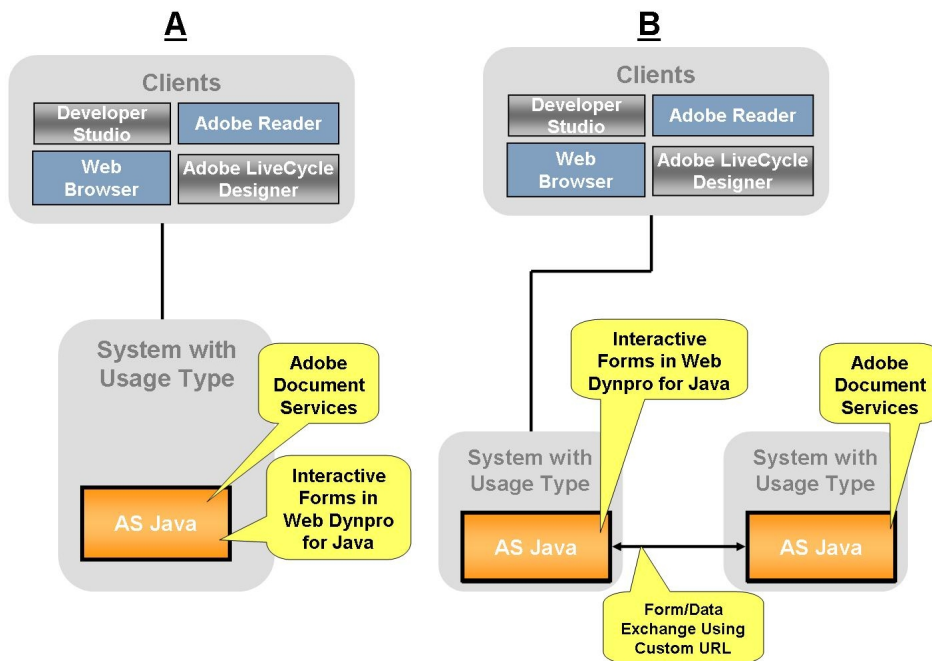 A
Clients
Developer
Studio
Adobe Reader
Web
Browser
Adobe LiveCycle
Designer
System with
Usage Type
Adobe
Document
Services
Interactive
Forms in
Web Dynpro
for Java
AS Java
B
Clients
Developer
Studio
Adobe Reader
Web
Browser
Adobe LiveCycle
Designer
Interactive
Forms in Web
Dynpro for Java
Adobe
Document
Services
System with
Usage Type
AS Java
System with
Usage Type
AS Java
Form/Data
Exchange Using
Custom URL